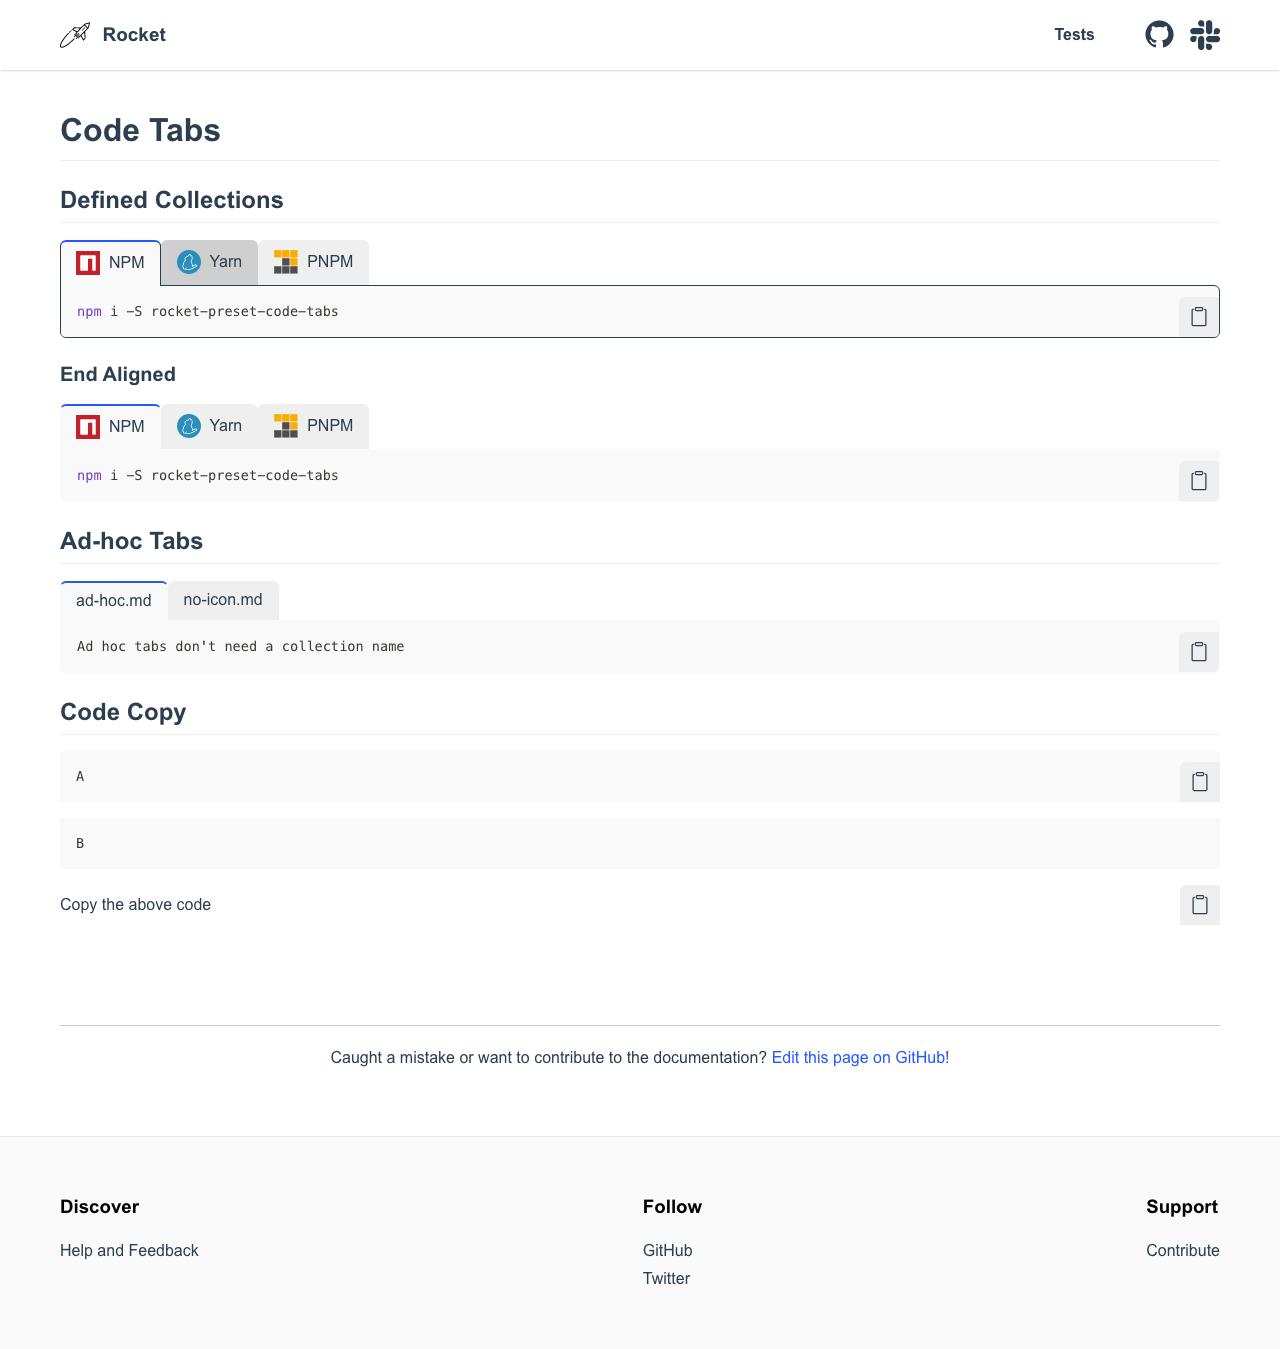 Rocket
Tests
Code Tabs
Defined Collections
NPM Yarn PNPM
npm i -S rocket-preset-code-tabs
End Aligned
NPM Yarn PNPM
npm i -S rocket-preset-code-tabs
Ad-hoc Tabs
ad-hoc.md no-icon.md
Ad hoc tabs don't need a collection name
Code Copy
A
B
Copy the above code
Caught a mistake or want to contribute to the documentation? Edit this page on GitHub!
Discover
Help and Feedback
Follow
GitHub
Twitter
Support
Contribute